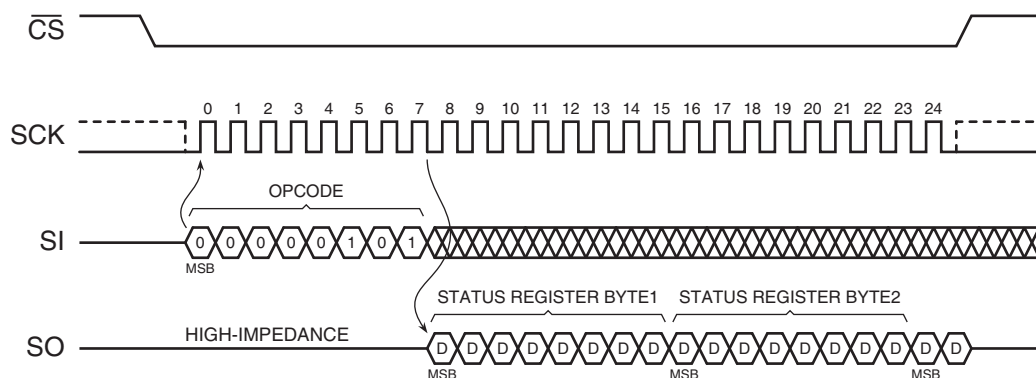 CS
0 1 2 3 4 5 6 7 8 9 10 11 12 13 14 15 16 17 18 19 20 21 22 23 24
SCK
OPCODE
SI 0 0 0 0 0 1 0 1
MSB
STATUS REGISTER BYTE1 STATUS REGISTER BYTE2
HIGH-IMPEDANCE
SO D D D D D D D D D D D D D D D D D D
MSB MSB MSB